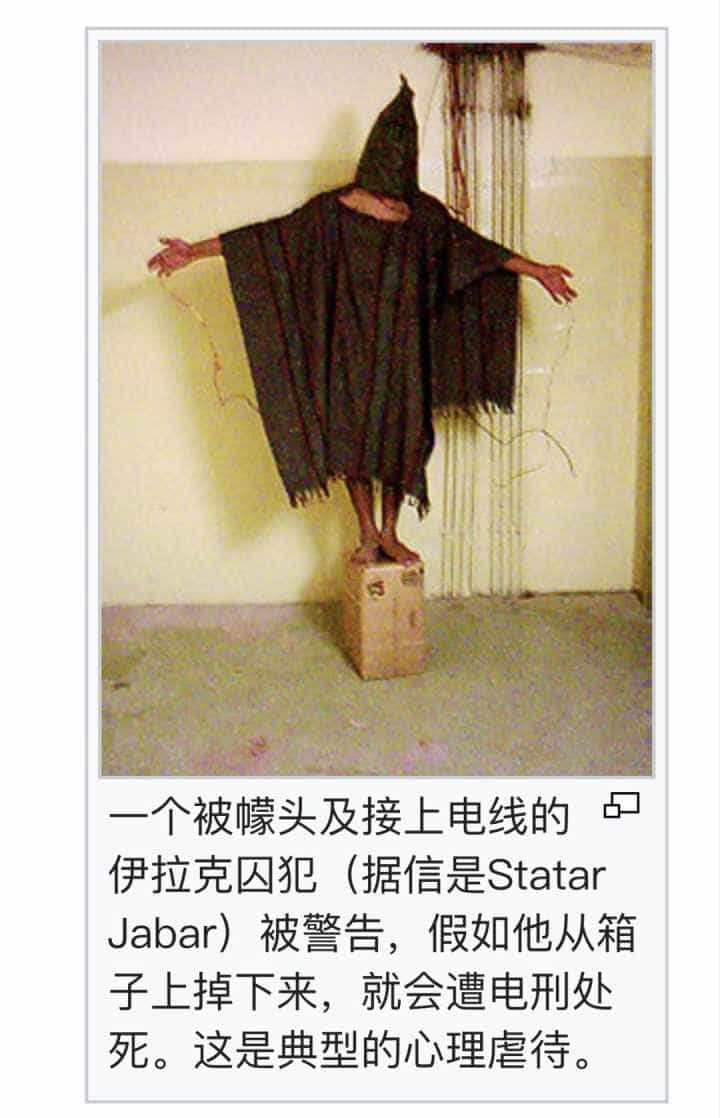 一个被幪头及接上电线的
伊拉克囚犯（据信是Statar
Jabar）被警告，假如他从箱
子上掉下来，就会遭电刑处
死。这是典型的心理虐待。